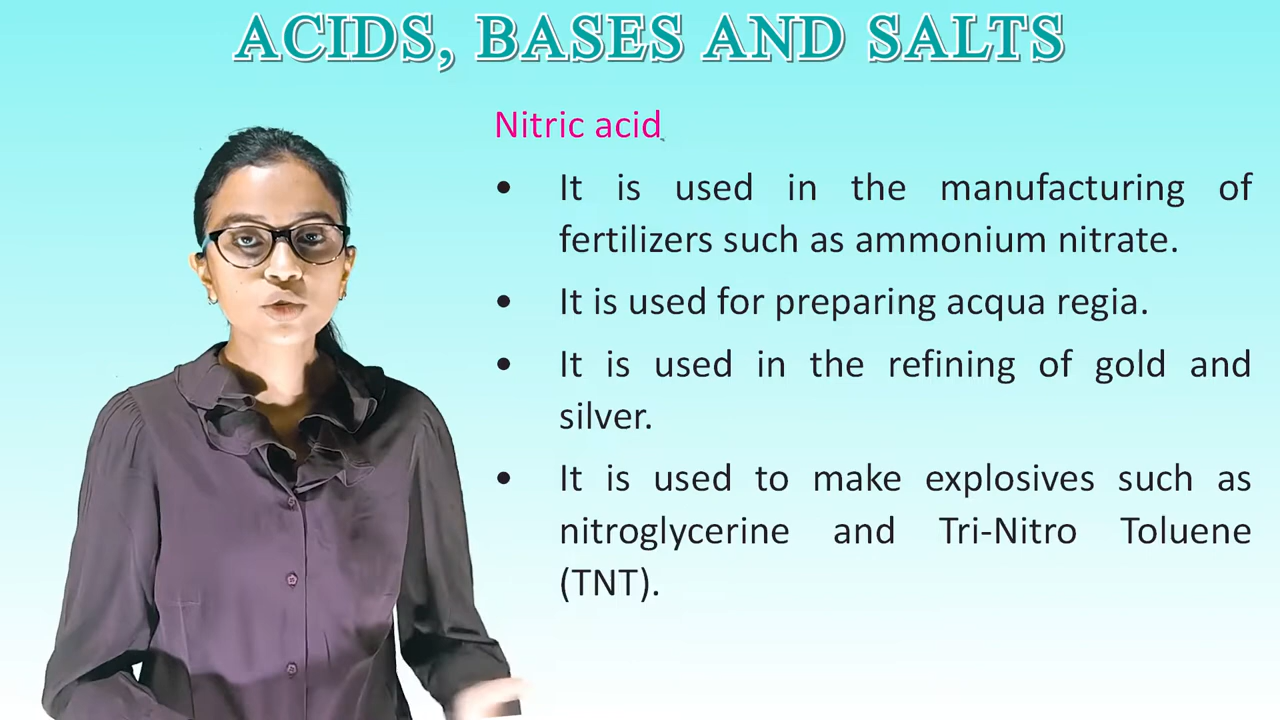 ACIDS, BASES AND SALTS
Nitric acid
• It is used in the manufacturing of
fertilizers such as ammonium nitrate.
• It is used for preparing acqua regia.
• It is used in the refining of gold and
silver.
• It is used to make explosives such as
nitroglycerine and Tri-Nitro Toluene
(TNT).